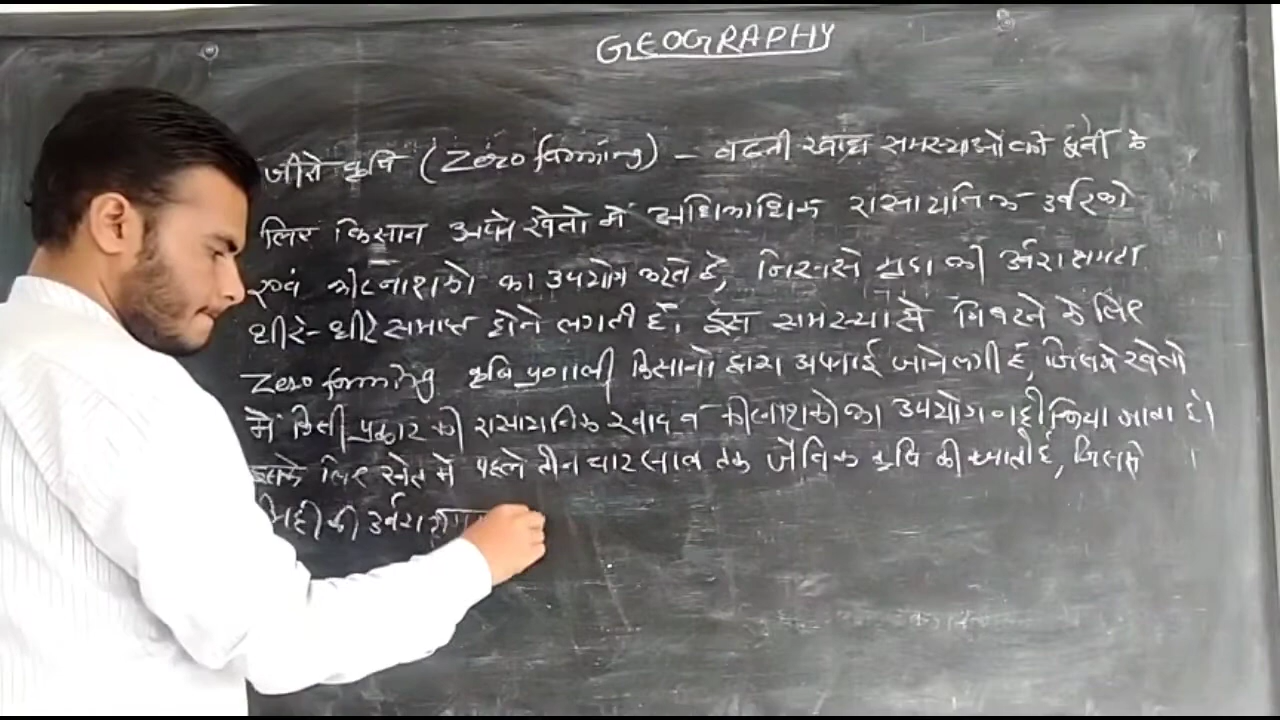 GEOGRAPHY
जीरो कृषि (Zero farming) - बढती खाद्य समस्याओं की पूर्ती के
लिए किसान अपने खेतो में अधिकाधिक रासायनिक उर्वरको
एवं कीटनाशको का उपयोग करते है, जिससे मृदा की उर्वरा क्षमता
धीरे-धीरे समाप्त होने लगती हैं। इस समस्या से निपटने के लिए
Zero farming कृषि प्रणाली किसानो द्वारा अपनाई जाने लगी है, जिसमे खेतो
में किसी प्रकार की रासायनिक खाद व कीटनाशको का उपयोग नही किया जाता है।
इसके लिए खेत में पहले तीन चार साल तक जैविक कृषि की जाती है, जिससे
मिट्टी की उर्वरा